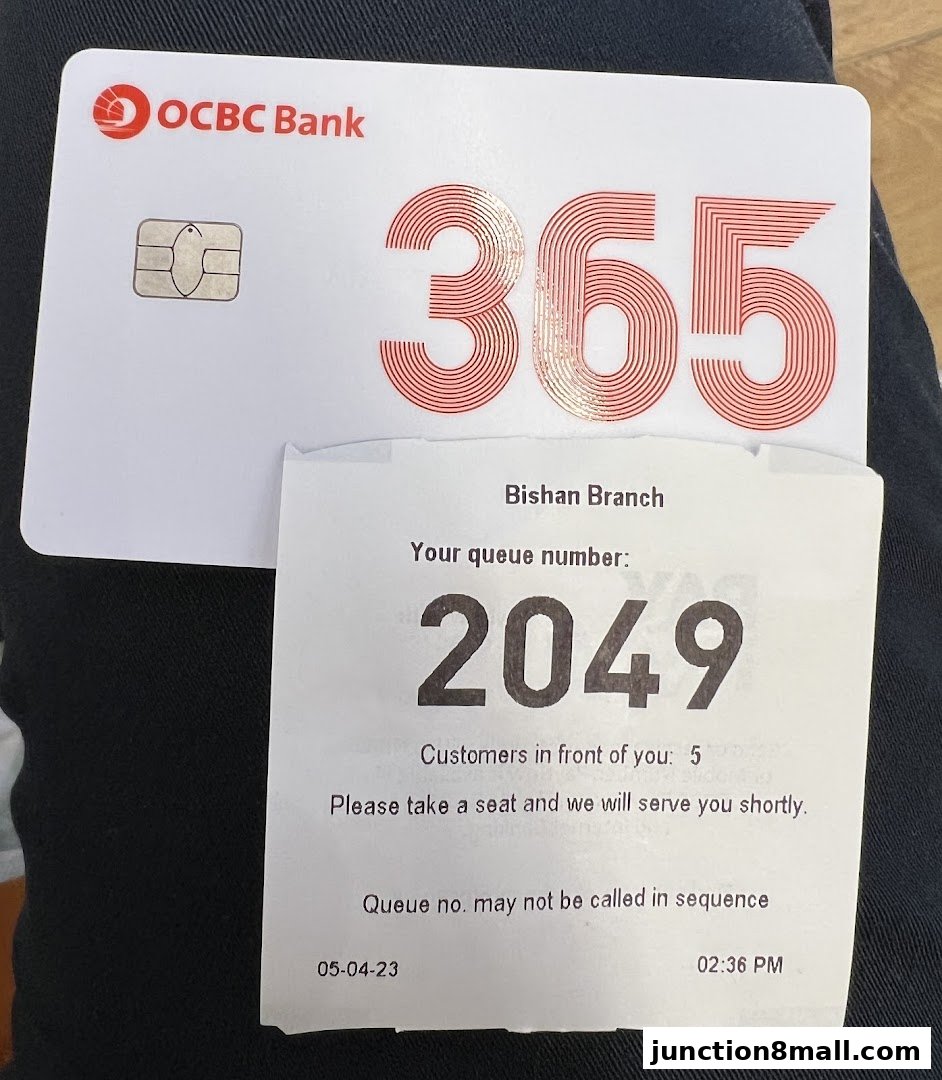 OCBC Bank
365
Bishan Branch
Your queue number:
2049
Customers in front of you: 5
Please take a seat and we will serve you shortly.
Queue no. may not be called in sequence
05-04-23
02:36 PM
junction8mall.com